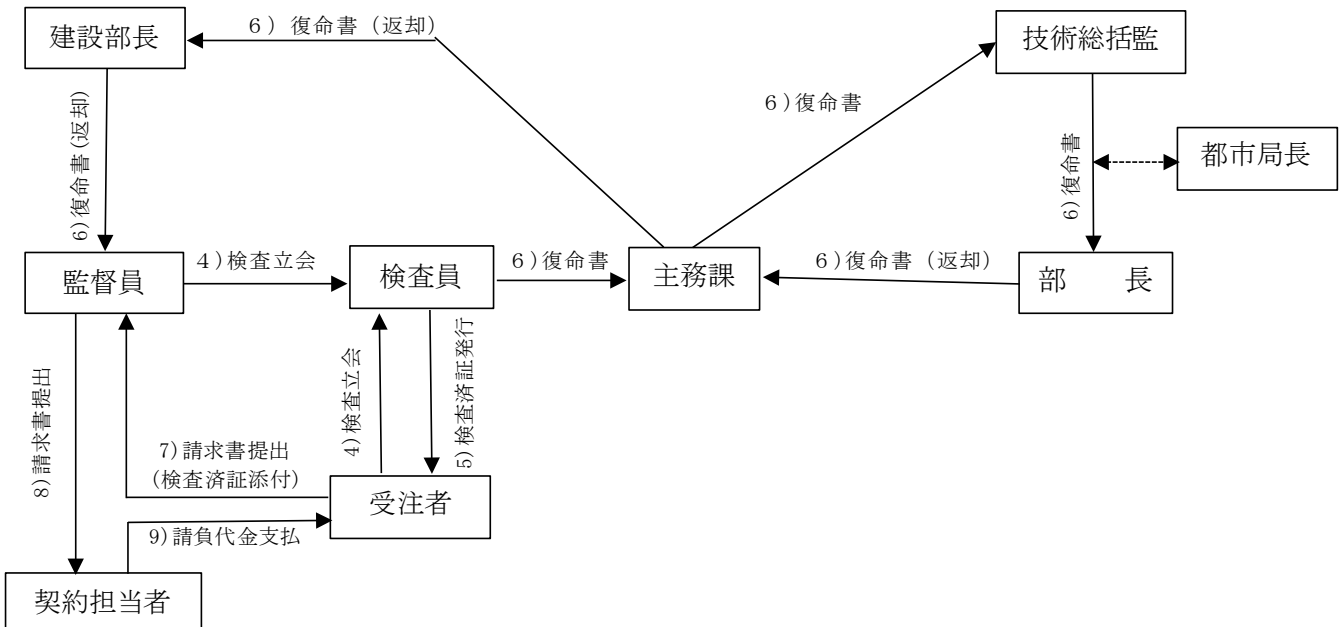 建設部長
6）復命書（返却）
技術総括監
6)復命書(返却)
6)復命書
6)復命書
都市局長
監督員
4)検査立会
検査員
6)復命書
主務課
6)復命書（返却）
部　　長
8)請求書提出
7)請求書提出
(検査済証添付)
4)検査立会
5)検査済証発行
受注者
9)請負代金支払
契約担当者